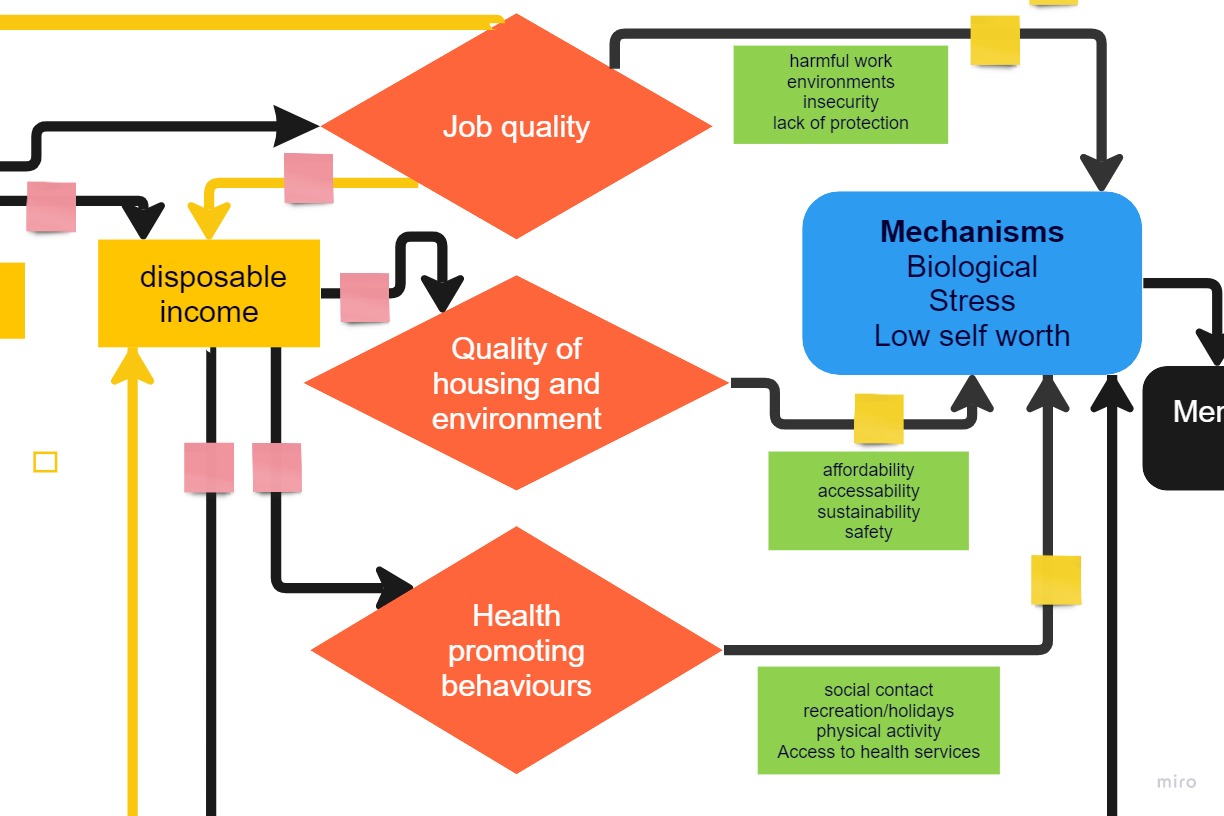 Job quality
harmful work
environments
insecurity
lack of protection
disposable
income
Mechanisms
Biological
Stress
Low self worth
Quality of
housing and
environment
affordability
accessability
sustainability
safety
Health
promoting
behaviours
social contact
recreation/holidays
physical activity
Access to health services
miro